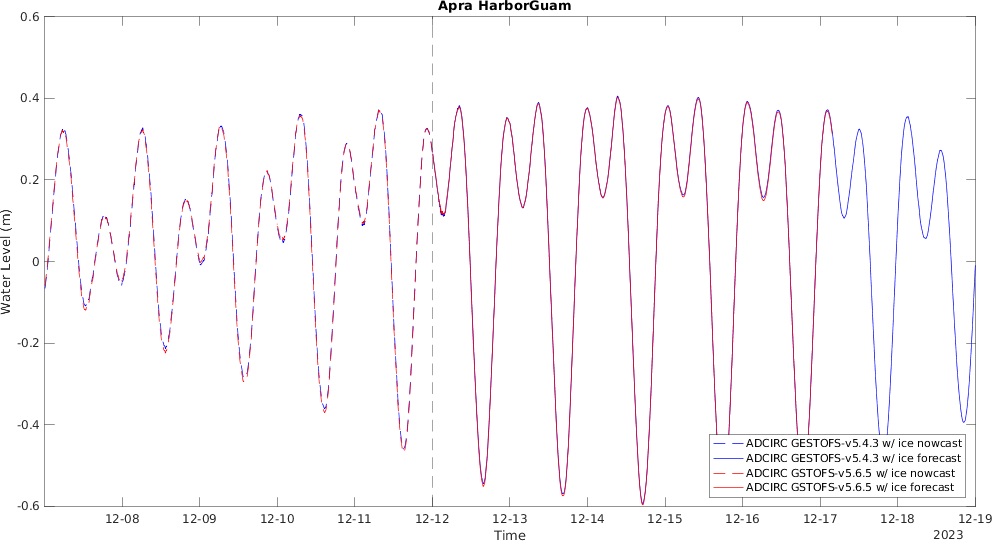 Apra HarborGuam
0.6
0.4
0.2
0
-0.2
-0.4
-0.6
Water Level (m)
ADCIRC GESTOFS-v5.4.3 w/ ice nowcast
ADCIRC GESTOFS-v5.4.3 w/ ice forecast
ADCIRC GSTOFS-v5.6.5 w/ ice nowcast
ADCIRC GSTOFS-v5.6.5 w/ ice forecast
12-08 12-09 12-10 12-11 12-12 12-13 12-14 12-15 12-16 12-17 12-18 12-19
Time
2023